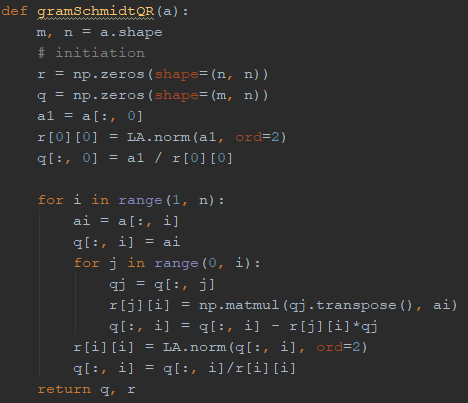 def gramSchmidtQR(a):
    m, n = a.shape
    # initiation
    r = np.zeros(shape=(n, n))
    q = np.zeros(shape=(m, n))
    a1 = a[:, 0]
    r[0][0] = LA.norm(a1, ord=2)
    q[:, 0] = a1 / r[0][0]

    for i in range(1, n):
        ai = a[:, i]
        q[:, i] = ai
        for j in range(0, i):
            qj = q[:, j]
            r[j][i] = np.matmul(qj.transpose(), ai)
            q[:, i] = q[:, i] - r[j][i]*qj
        r[i][i] = LA.norm(q[:, i], ord=2)
        q[:, i] = q[:, i]/r[i][i]
    return q, r